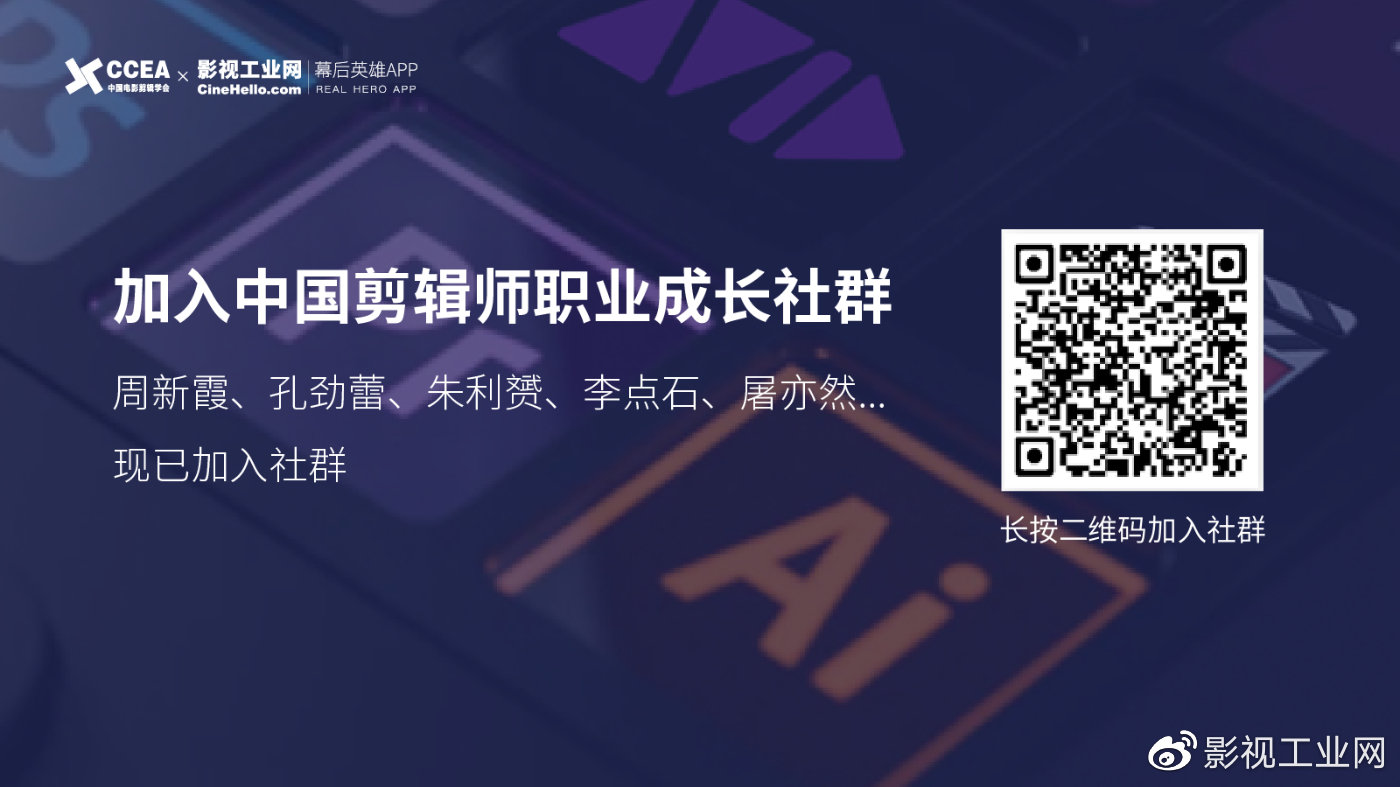 CCEA
中国电影剪辑学会
×
影视工业网
CineHello.com
幕后英雄APP
REAL HERO APP
PS
Pr
加入中国剪辑师职业成长社群
周新霞、孔劲蕾、朱利赟、李点石、屠亦然...
现已加入社群
长按二维码加入社群
Ai
影视工业网